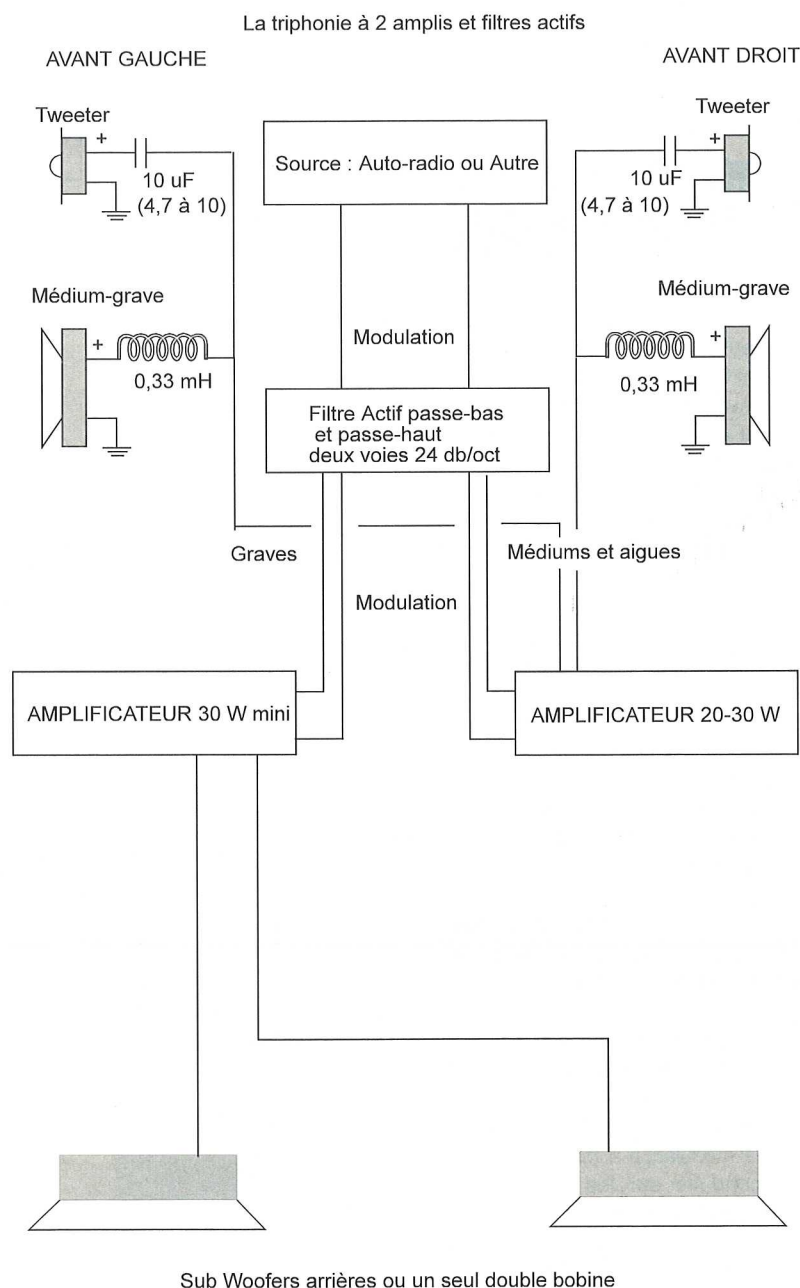 La triphonie à 2 amplis et filtres actifs
AVANT GAUCHE
AVANT DROIT
Tweeter
+
10 uF
(4,7 à 10)
Source : Auto-radio ou Autre
Tweeter
+
10 uF
(4,7 à 10)
Médium-grave
+
0,33 mH
Modulation
Médium-grave
+
0,33 mH
Filtre Actif passe-bas
et passe-haut
deux voies 24 db/oct
Graves
Médiums et aigues
Modulation
AMPLIFICATEUR 30 W mini
AMPLIFICATEUR 20-30 W
Sub Woofers arrières ou un seul double bobine